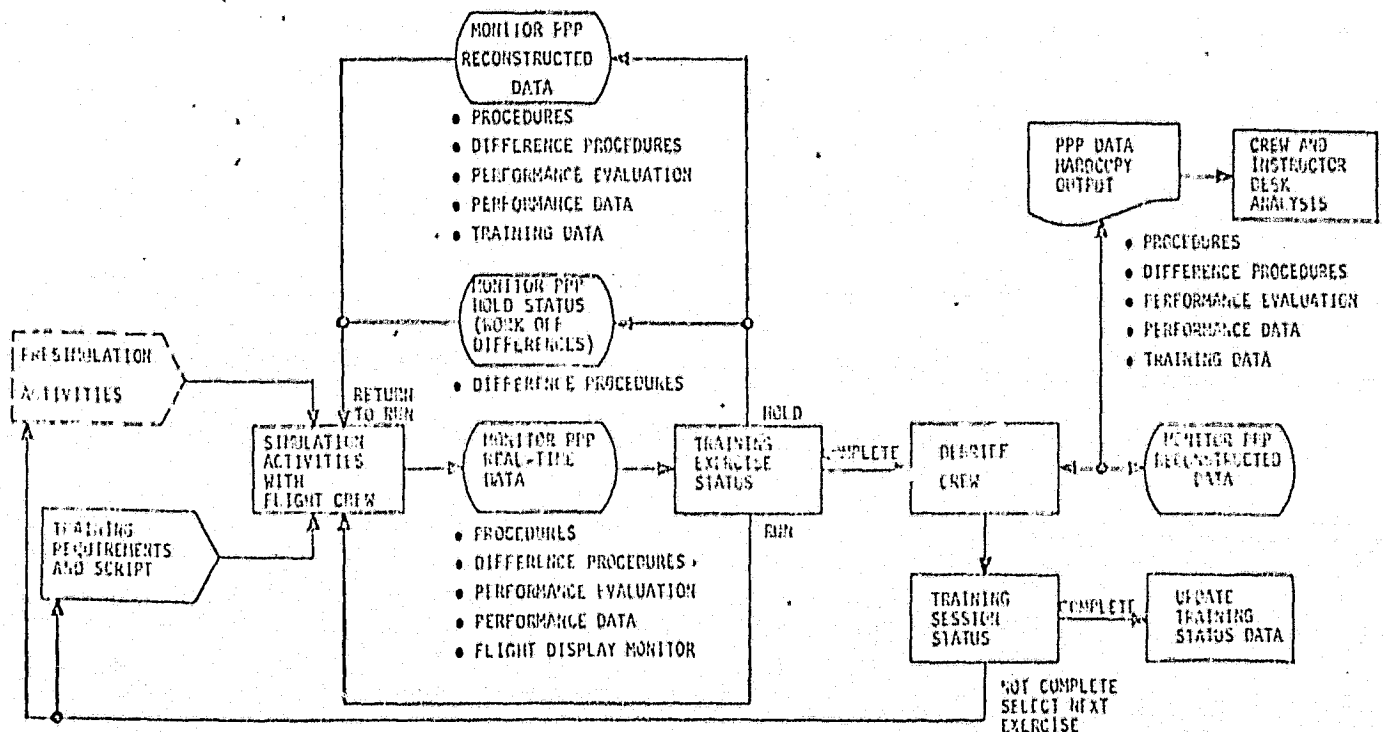 MONITOR PPP
RECONSTRUCTED
DATA
• PROCEDURES
• DIFFERENCE PROCEDURES
• PERFORMANCE EVALUATION
• PERFORMANCE DATA
• TRAINING DATA
MONITOR PPP
HOLD STATUS
(WORK OFF
DIFFERENCES)
• DIFFERENCE PROCEDURES
PRESIMULATION
ACTIVITIES
RETURN
TO RUN
SIMULATION
ACTIVITIES
WITH
FLIGHT CREW
TRAINING
REQUIREMENTS
AND SCRIPT
MONITOR PPP
REAL-TIME
DATA
• PROCEDURES
• DIFFERENCE PROCEDURES
• PERFORMANCE EVALUATION
• PERFORMANCE DATA
• FLIGHT DISPLAY MONITOR
HOLD
TRAINING
EXERCISE
STATUS
COMPLETE
RUN
DEBRIEF
CREW
PPP DATA
HARDCOPY
OUTPUT
CREW AND
INSTRUCTOR
DESK
ANALYSIS
• PROCEDURES
• DIFFERENCE PROCEDURES
• PERFORMANCE EVALUATION
• PERFORMANCE DATA
• TRAINING DATA
MONITOR PPP
RECONSTRUCTED
DATA
TRAINING
SESSION
STATUS
COMPLETE
UPDATE
TRAINING
STATUS DATA
NOT COMPLETE
SELECT NEXT
EXERCISE